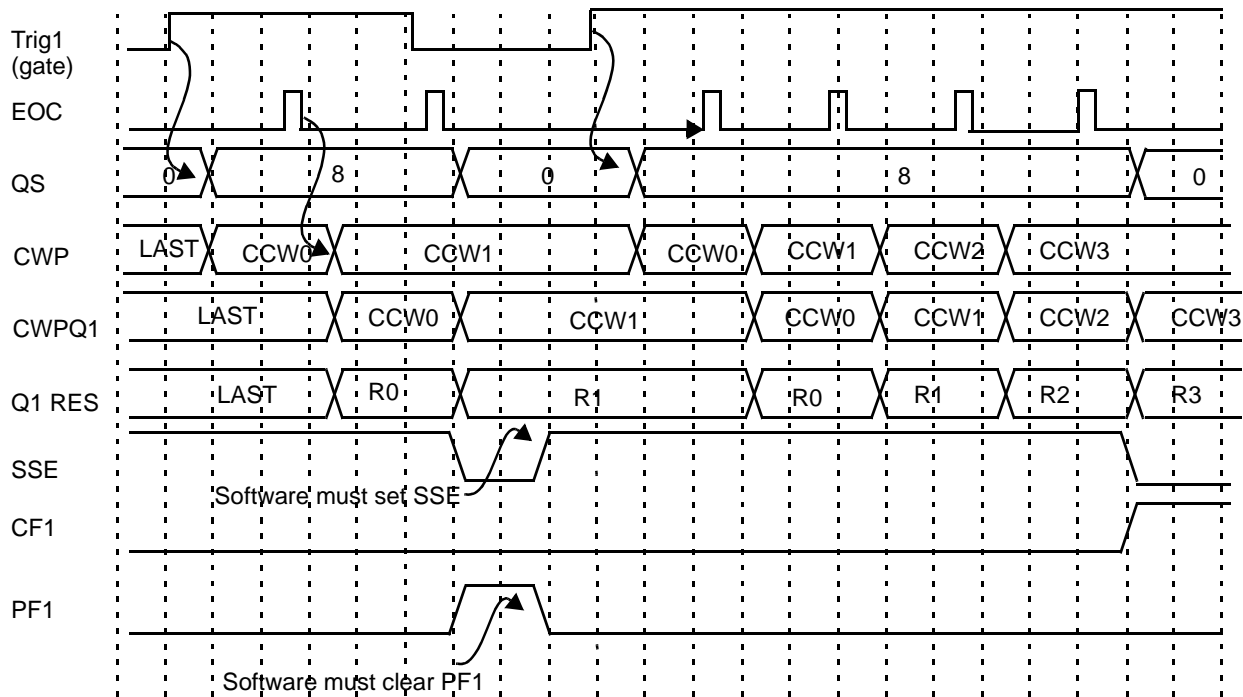 Trig1
(gate)
EOC
QS 0 8 0 8 0
CWP LAST CCW0 CCW1 CCW0 CCW1 CCW2 CCW3
CWPQ1 LAST CCW0 CCW1 CCW0 CCW1 CCW2 CCW3
Q1 RES LAST R0 R1 R0 R1 R2 R3
SSE
Software must set SSE
CF1
PF1
Software must clear PF1